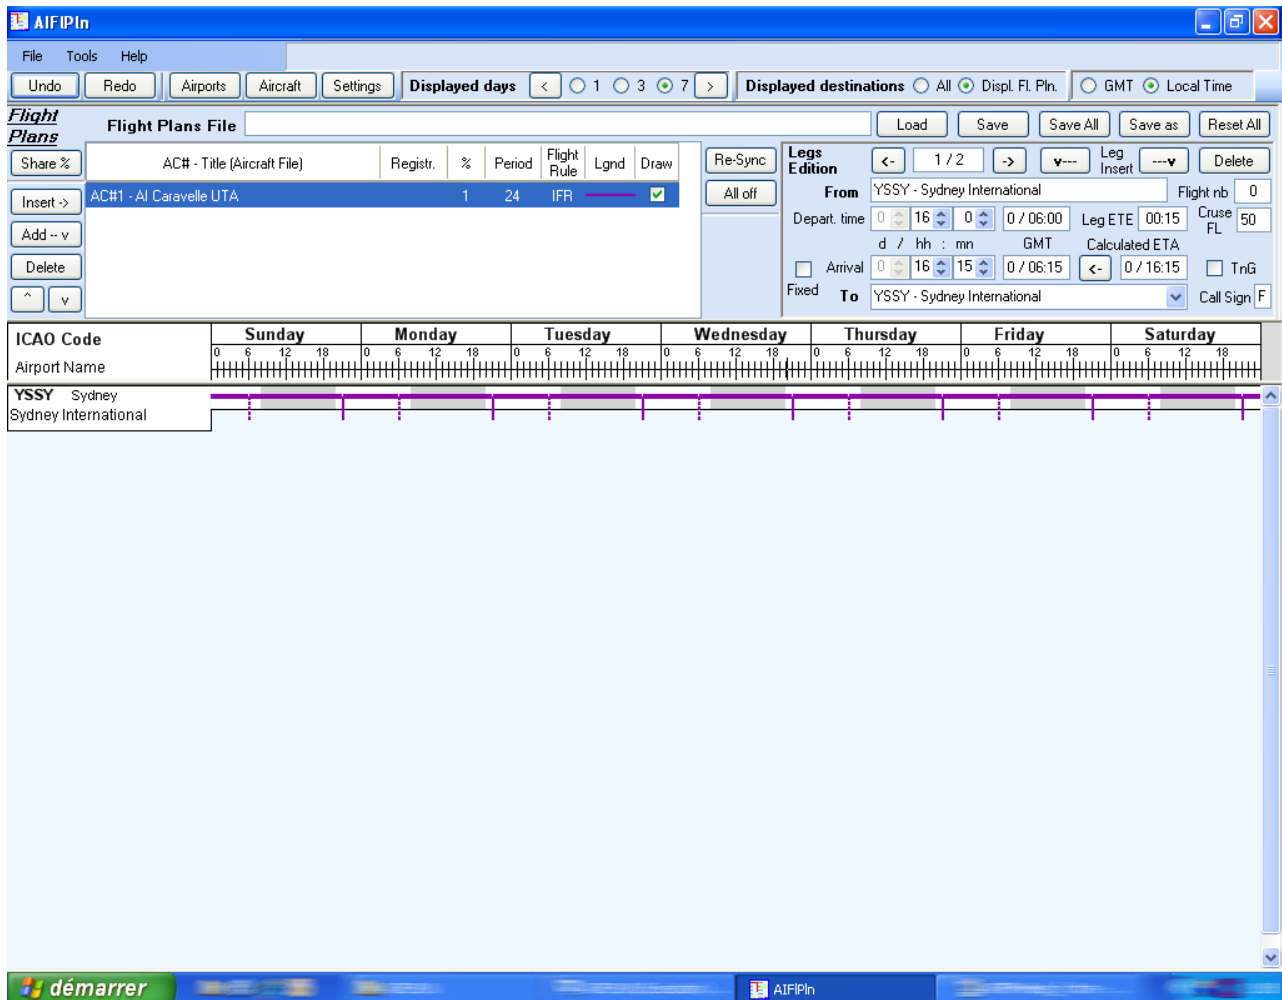 AIFlPln
File Tools Help
Undo Redo Airports Aircraft Settings Displayed days < 1 3 7 > Displayed destinations All Displ. Fl. Pln. GMT Local Time
Flight Plans
Flight Plans File Load Save Save All Save as Reset All
Share % AC# - Title (Aircraft File) Registr. % Period Flight Rule Lgnd Draw Re-Sync Legs Edition <- 1 / 2 -> v--- Leg Insert ---v Delete
Insert -> AC#1 - AI Caravelle UTA 1 24 IFR All off From YSSY - Sydney International Flight nb 0
Add -- v Depart. time 0 16 0 0 / 06:00 Leg ETE 00:15 Cruse FL 50
d / hh : mn GMT Calculated ETA
Delete Arrival 0 16 15 0 / 06:15 <- 0 / 16:15 TnG
^ v Fixed To YSSY - Sydney International Call Sign F
ICAO Code Sunday Monday Tuesday Wednesday Thursday Friday Saturday
0 6 12 18 0 6 12 18 0 6 12 18 0 6 12 18 0 6 12 18 0 6 12 18 0 6 12 18
Airport Name
YSSY Sydney
Sydney International
démarrer AIFlPln